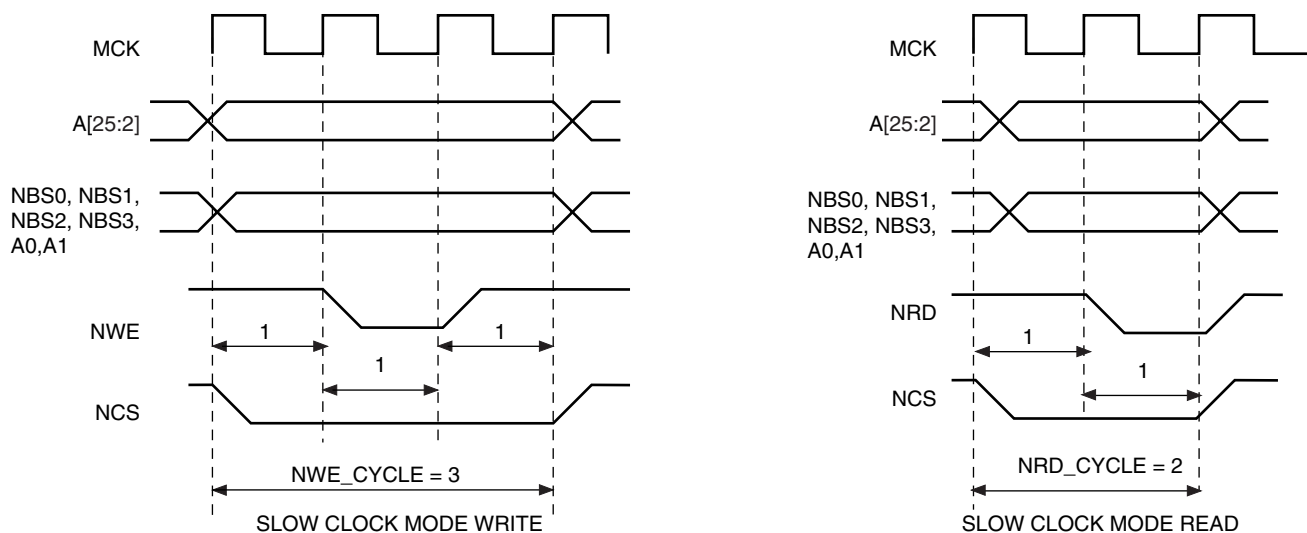 MCK
A[25:2]
NBS0, NBS1,
NBS2, NBS3,
A0,A1
NWE
1
1
1
NCS
NWE_CYCLE = 3
SLOW CLOCK MODE WRITE
MCK
A[25:2]
NBS0, NBS1,
NBS2, NBS3,
A0,A1
NRD
1
1
NCS
NRD_CYCLE = 2
SLOW CLOCK MODE READ